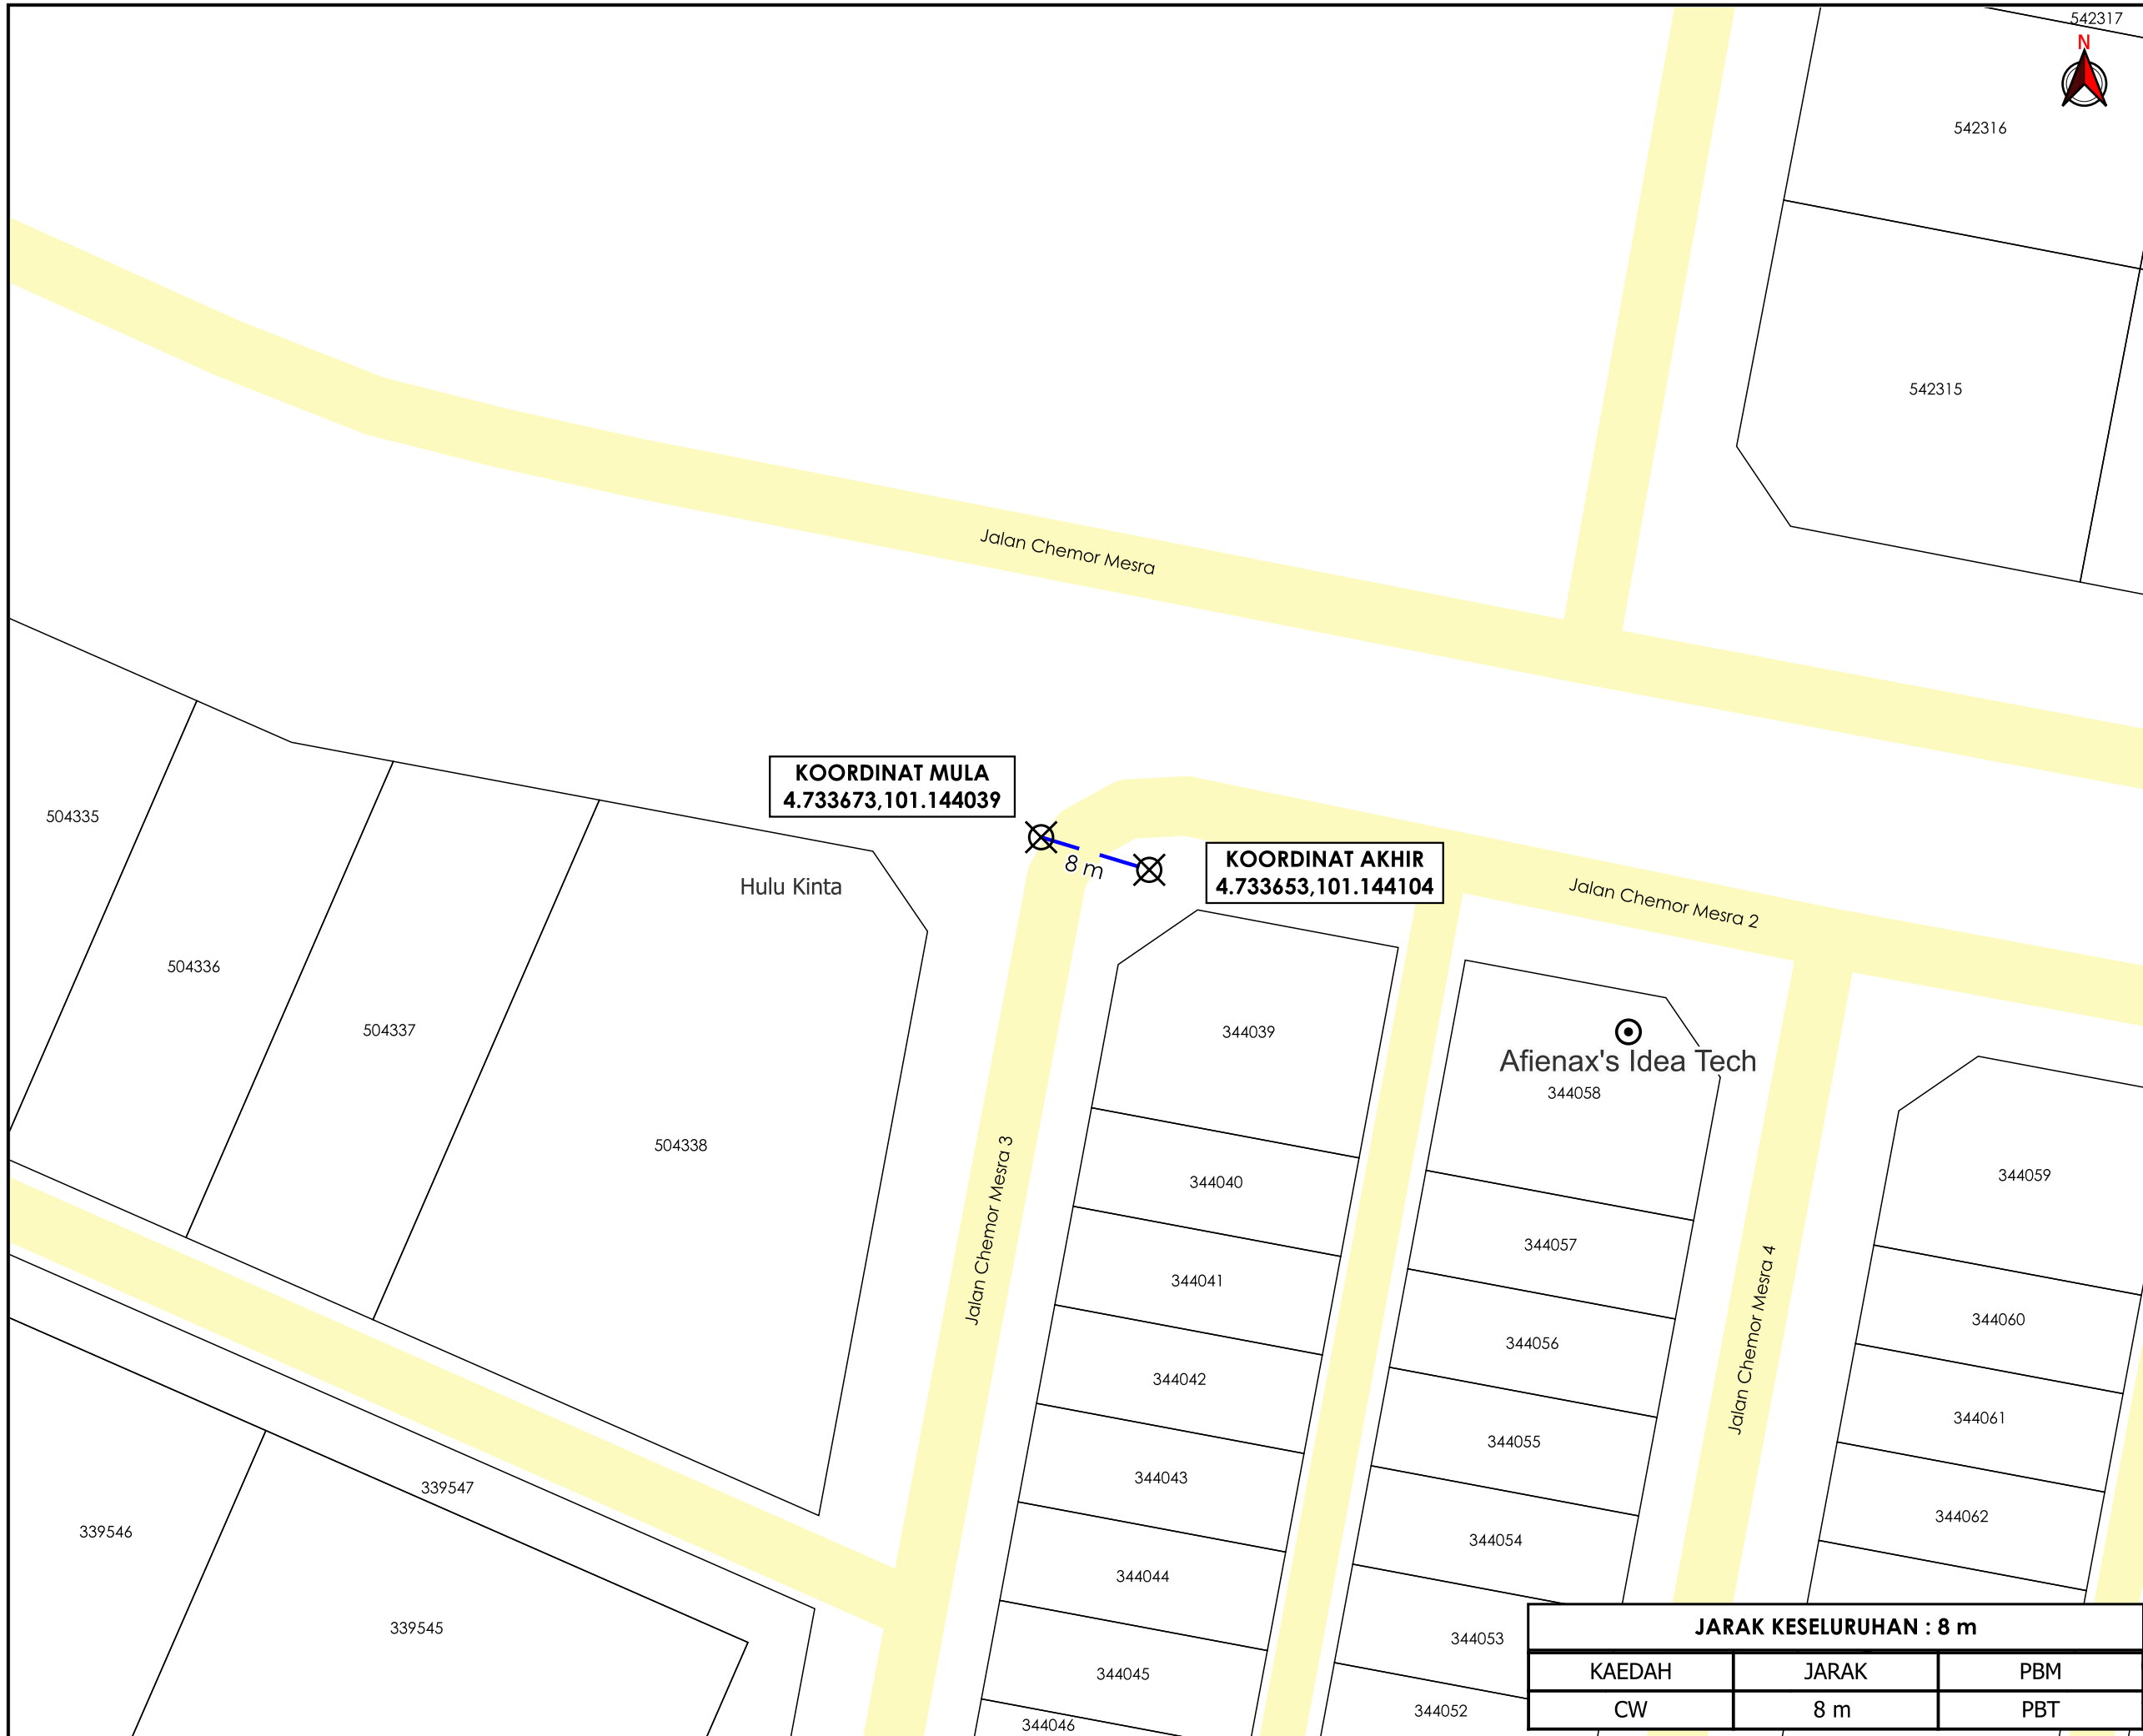 542317
N
542316
542315
Jalan Chemor Mesra
KOORDINAT MULA
4.733673,101.144039
504335
8 m
KOORDINAT AKHIR
4.733653,101.144104
Hulu Kinta
Jalan Chemor Mesra 2
504336
504337
344039
Afienax's Idea Tech
344058
504338
Jalan Chemor Mesra 3
344040
344059
344057
344041
Jalan Chemor Mesra 4
344060
344056
344042
344061
344055
344043
339547
344062
339546
344054
344044
339545
344053
344045
344052
344046
JARAK KESELURUHAN : 8 m
KAEDAH JARAK PBM
CW 8 m PBT